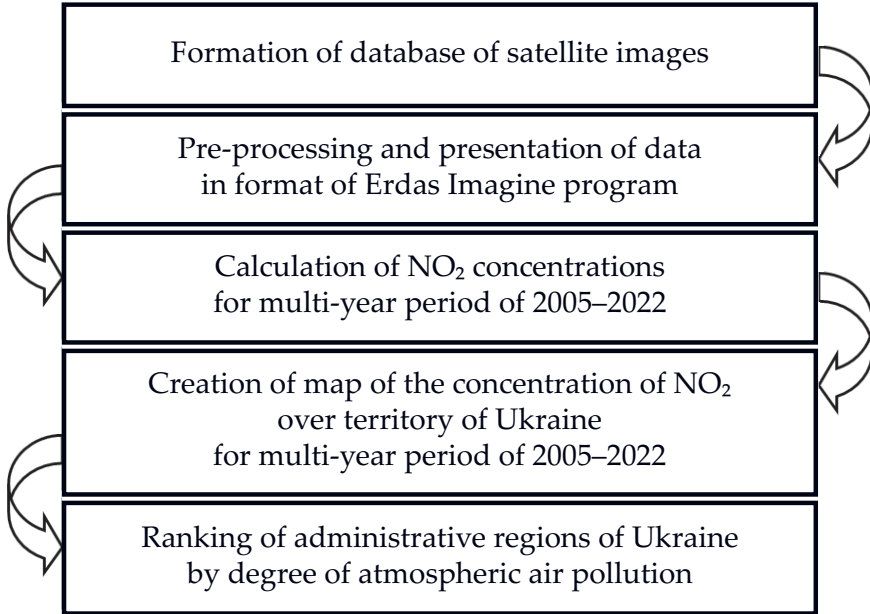 Formation of database of satellite images
Pre-processing and presentation of data
in format of Erdas Imagine program
Calculation of NO₂ concentrations
for multi-year period of 2005–2022
Creation of map of the concentration of NO₂
over territory of Ukraine
for multi-year period of 2005–2022
Ranking of administrative regions of Ukraine
by degree of atmospheric air pollution